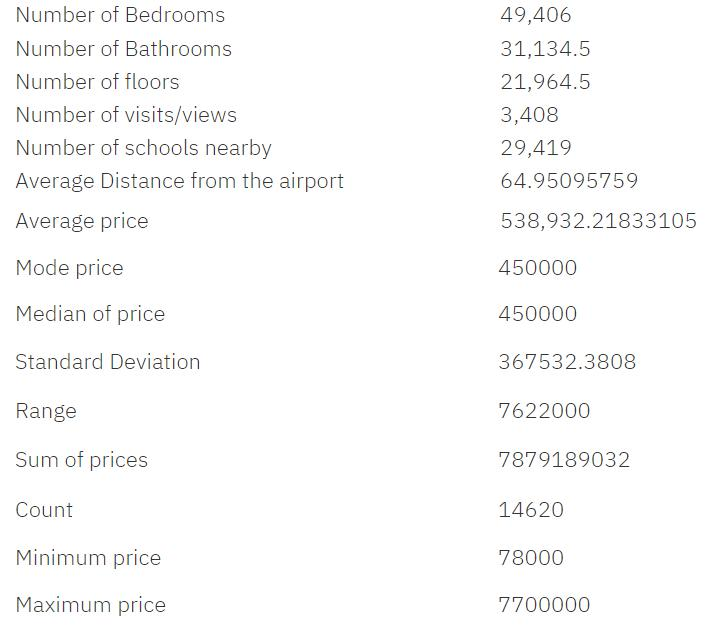 Number of Bedrooms 49,406
Number of Bathrooms 31,134.5
Number of floors 21,964.5
Number of visits/views 3,408
Number of schools nearby 29,419
Average Distance from the airport 64.95095759
Average price 538,932.21833105
Mode price 450000
Median of price 450000
Standard Deviation 367532.3808
Range 7622000
Sum of prices 7879189032
Count 14620
Minimum price 78000
Maximum price 7700000